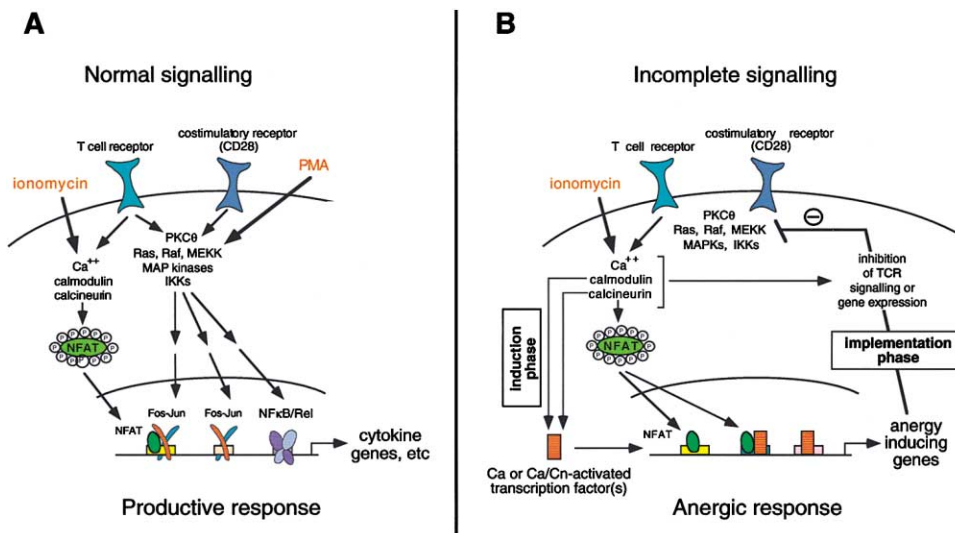 A
Normal signalling
T cell receptor
costimulatory receptor
(CD28)
PMA
ionomycin
PKCθ
Ras, Raf, MEKK
MAP kinases
IKKs
Ca++
calmodulin
calcineurin
P P P P P P P P P P P P P
NFAT
NFAT
Fos-Jun
Fos-Jun
NFκB/Rel
cytokine
genes, etc
Productive response
B
Incomplete signalling
costimulatory receptor
(CD28)
T cell receptor
ionomycin
PKCθ
Ras, Raf, MEKK
MAPKs, IKKs
−
Ca++
calmodulin
calcineurin
inhibition
of TCR
signalling or
gene expression
induction
phase
P P P P P P P P P P P P P
NFAT
implementation
phase
NFAT
anergy
inducing
genes
Ca or Ca/Cn-activated
transcription factor(s)
Anergic response